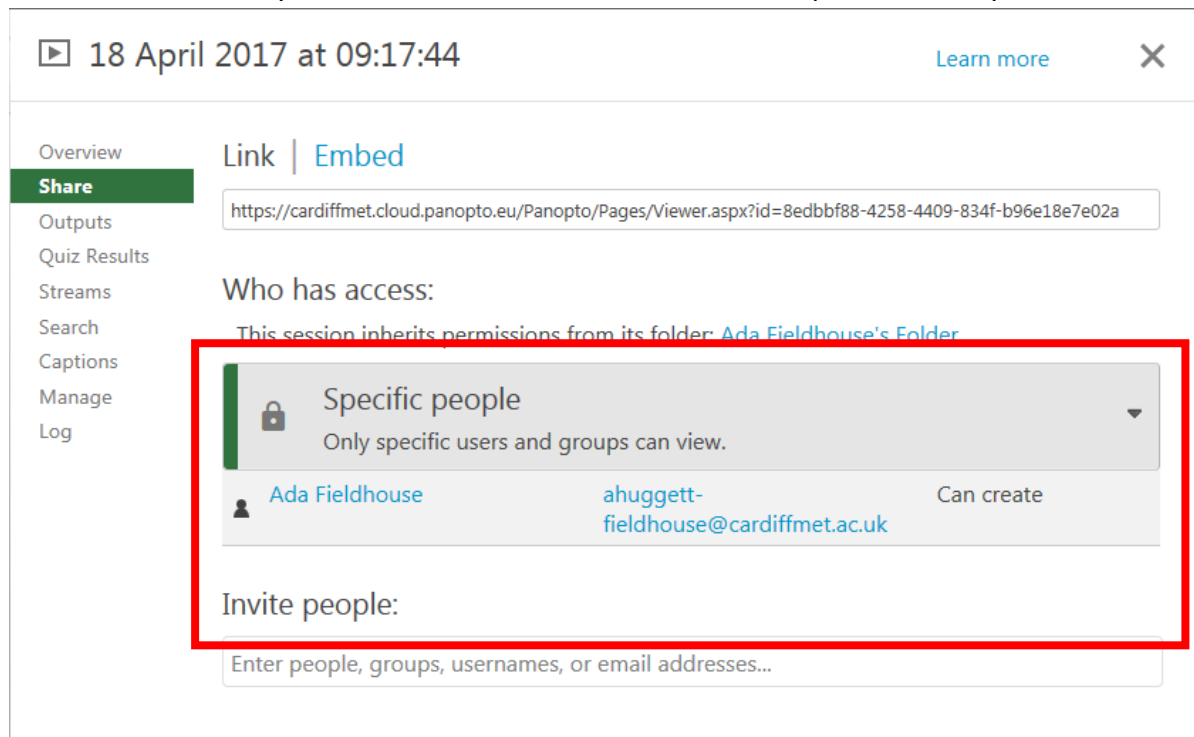 18 April 2017 at 09:17:44 Learn more
Overview
Share
Outputs
Quiz Results
Streams
Search
Captions
Manage
Log
Link | Embed
https://cardiffmet.cloud.panopto.eu/Panopto/Pages/Viewer.aspx?id=8edbbf88-4258-4409-834f-b96e18e7e02a
Who has access:
This session inherits permissions from its folder: Ada Fieldhouse's Folder
Specific people
Only specific users and groups can view.
Ada Fieldhouse ahuggett- Can create
fieldhouse@cardiffmet.ac.uk
Invite people:
Enter people, groups, usernames, or email addresses...